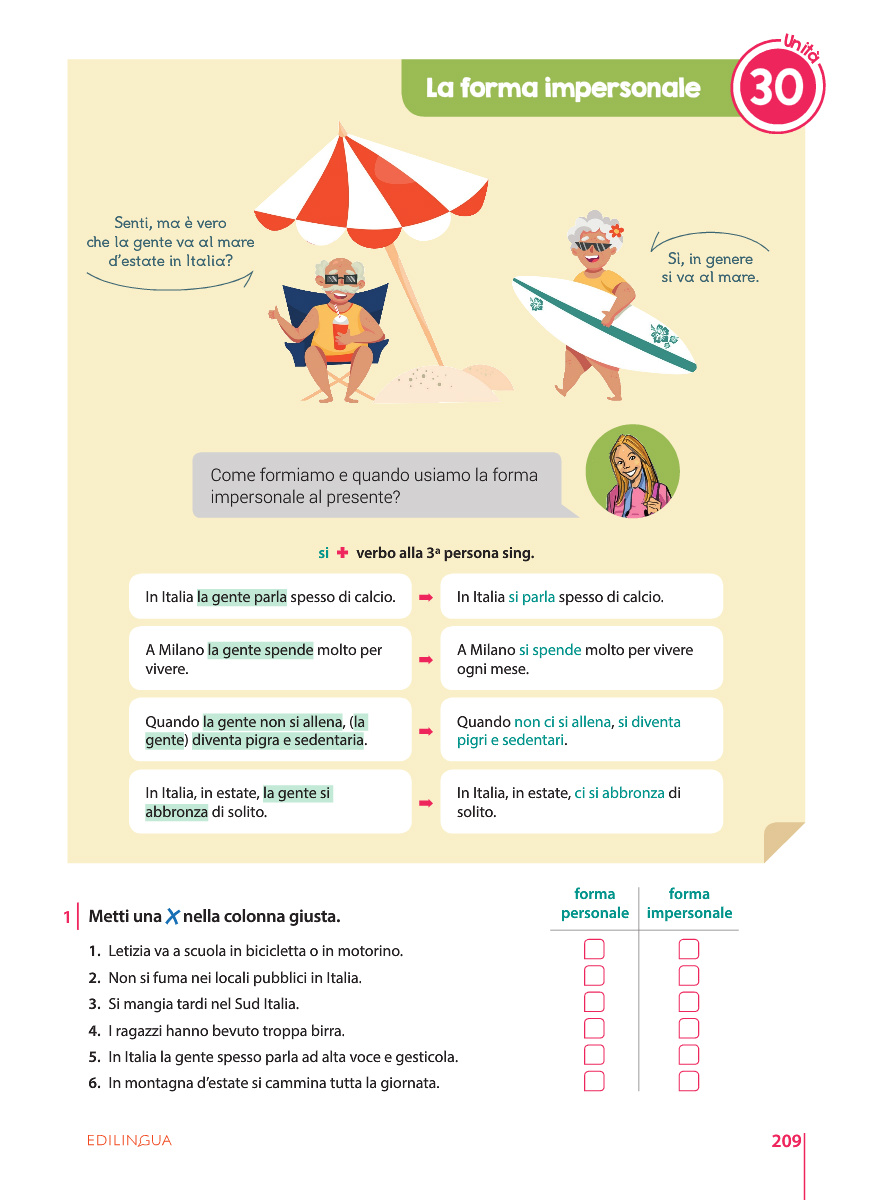 Unità
30
La forma impersonale
Senti, ma è vero
che la gente va al mare
d'estate in Italia?
Sì, in genere
si va al mare.
Come formiamo e quando usiamo la forma
impersonale al presente?
si + verbo alla 3ª persona sing.
In Italia la gente parla spesso di calcio.
In Italia si parla spesso di calcio.
A Milano la gente spende molto per
vivere.
A Milano si spende molto per vivere
ogni mese.
Quando la gente non si allena, (la
gente) diventa pigra e sedentaria.
Quando non ci si allena, si diventa
pigri e sedentari.
In Italia, in estate, la gente si
abbronza di solito.
In Italia, in estate, ci si abbronza di
solito.
1 Metti una X nella colonna giusta.
forma
personale
forma
impersonale
1. Letizia va a scuola in bicicletta o in motorino.
2. Non si fuma nei locali pubblici in Italia.
3. Si mangia tardi nel Sud Italia.
4. I ragazzi hanno bevuto troppa birra.
5. In Italia la gente spesso parla ad alta voce e gesticola.
6. In montagna d'estate si cammina tutta la giornata.
EDILINGUA
209